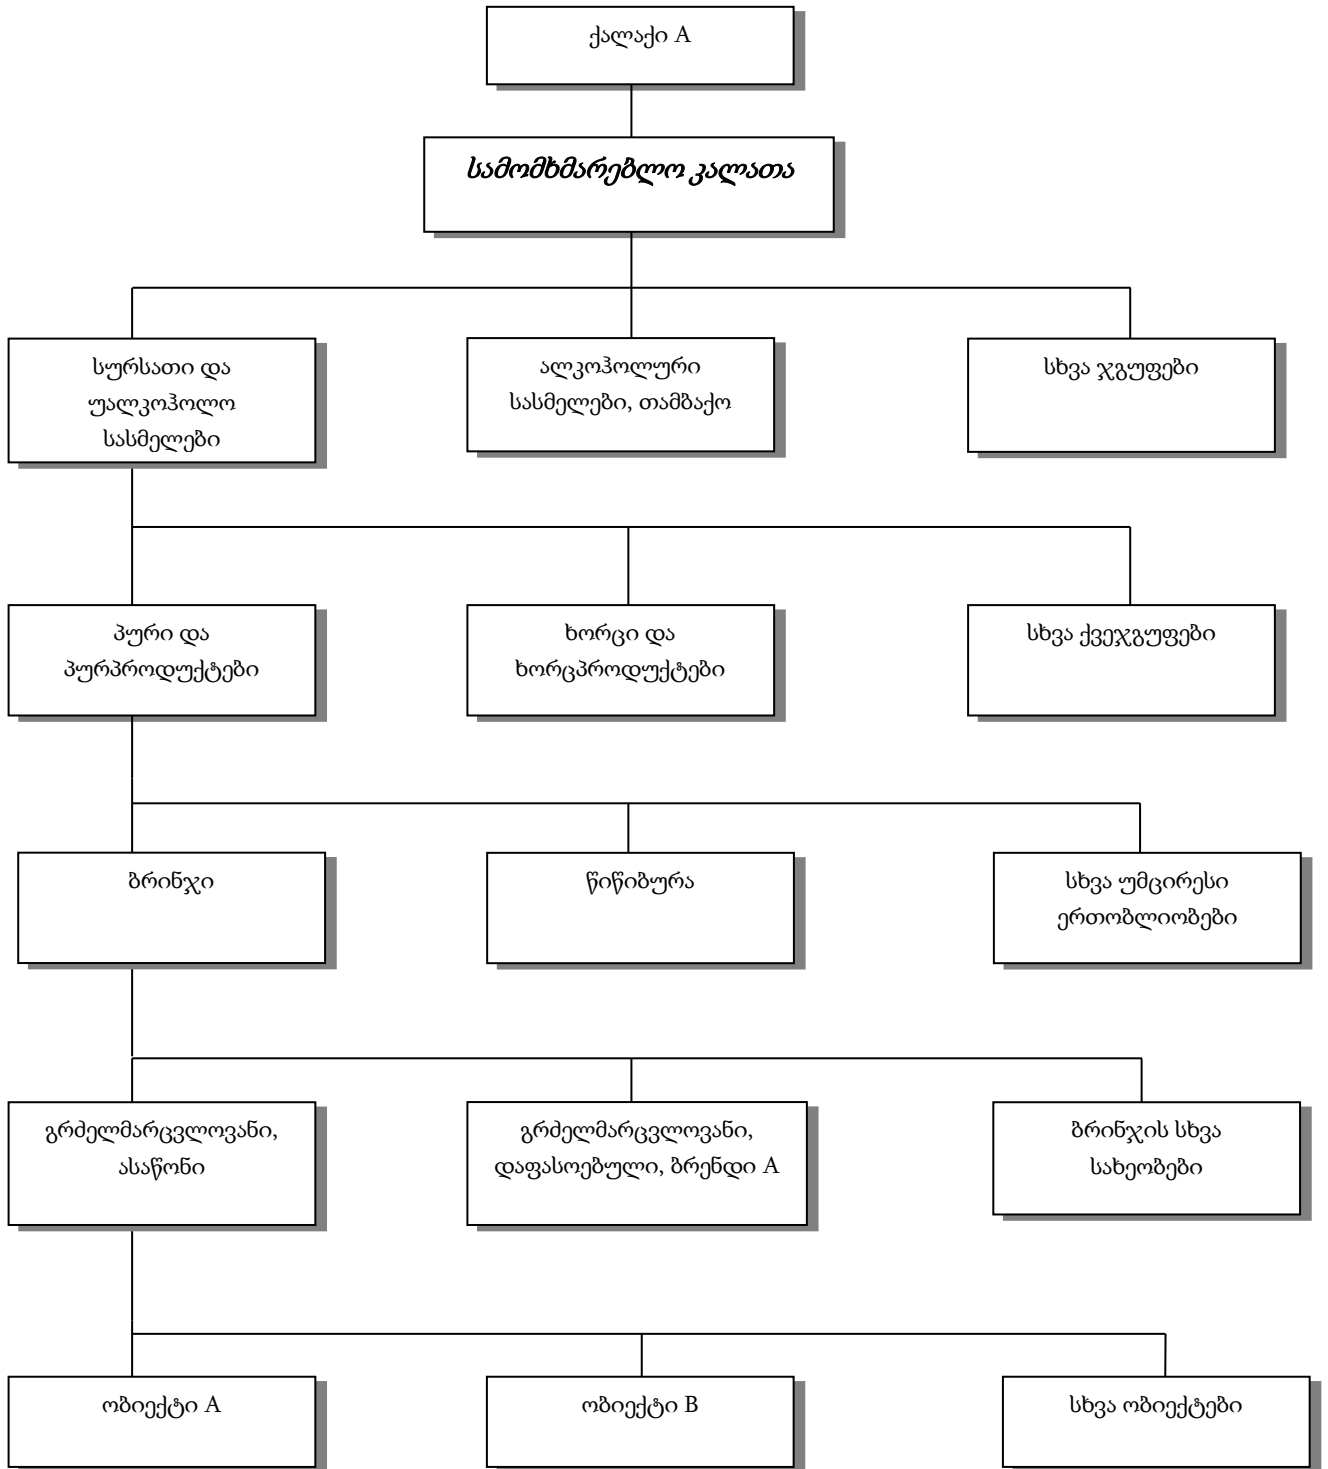 ქალაქი A
სამომხმარებლო კალათა
სურსათი და
უალკოჰოლო
სასმელები
ალკოჰოლური
სასმელები, თამბაქო
სხვა ჯგუფები
პური და
პურპროდუქტები
ხორცი და
ხორცპროდუქტები
სხვა ქვეჯგუფები
ბრინჯი
წიწიბურა
სხვა უმცირესი
ერთობლიობები
გრძელმარცვლოვანი,
ასაწონი
გრძელმარცვლოვანი,
დაფასოებული, ბრენდი A
ბრინჯის სხვა
სახეობები
ობიექტი A
ობიექტი B
სხვა ობიექტები